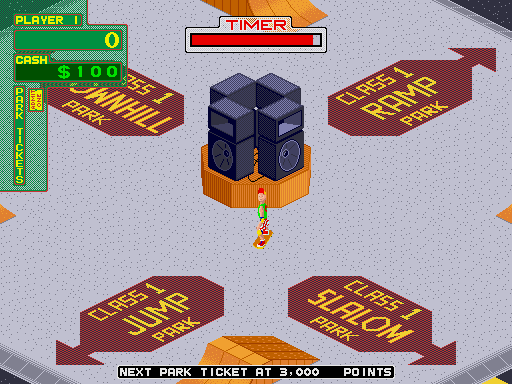 PLAYER 1
0
CASH
$100
PARK TICKETS
TIMER
CLASS 1
DOWNHILL
PARK
CLASS 1
RAMP
PARK
CLASS 1
JUMP
PARK
CLASS 1
SLALOM
PARK
NEXT PARK TICKET AT 3,000 POINTS